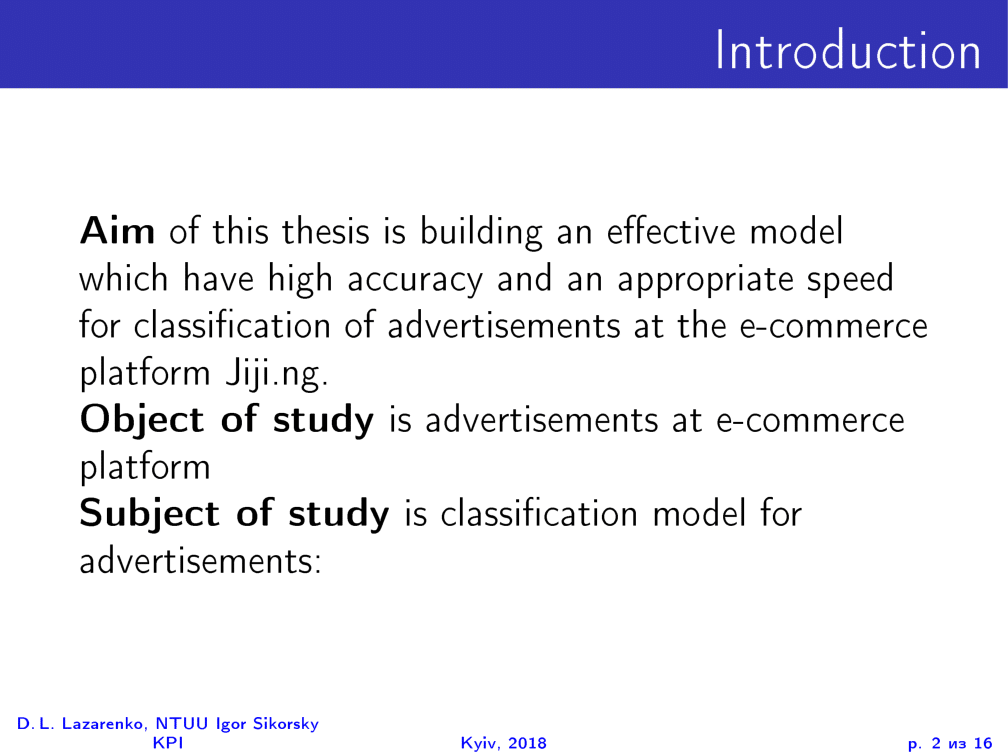 Introduction
Aim of this thesis is building an effective model
which have high accuracy and an appropriate speed
for classification of advertisements at the e-commerce
platform Jiji.ng.
Object of study is advertisements at e-commerce
platform
Subject of study is classification model for
advertisements:
D. L. Lazarenko, NTUU Igor Sikorsky
KPI
Kyiv, 2018
p. 2 из 16